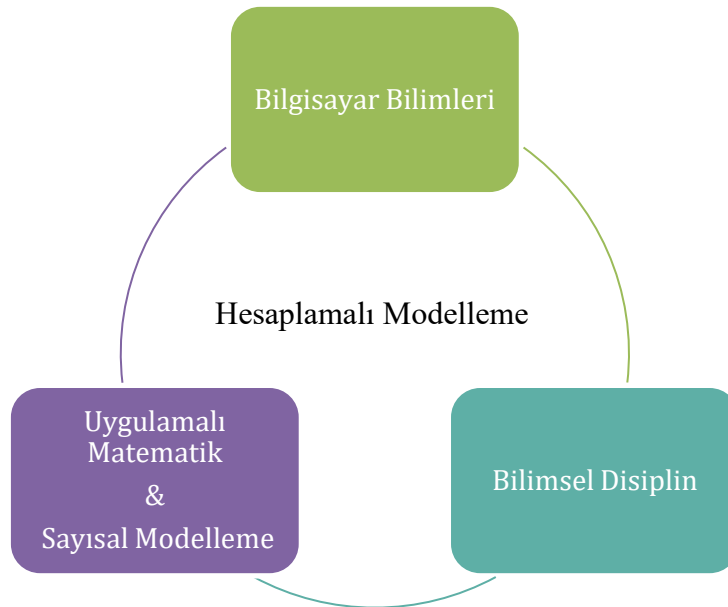 Bilgisayar Bilimleri
Hesaplamalı Modelleme
Uygulamalı
Matematik
&
Sayısal Modelleme
Bilimsel Disiplin